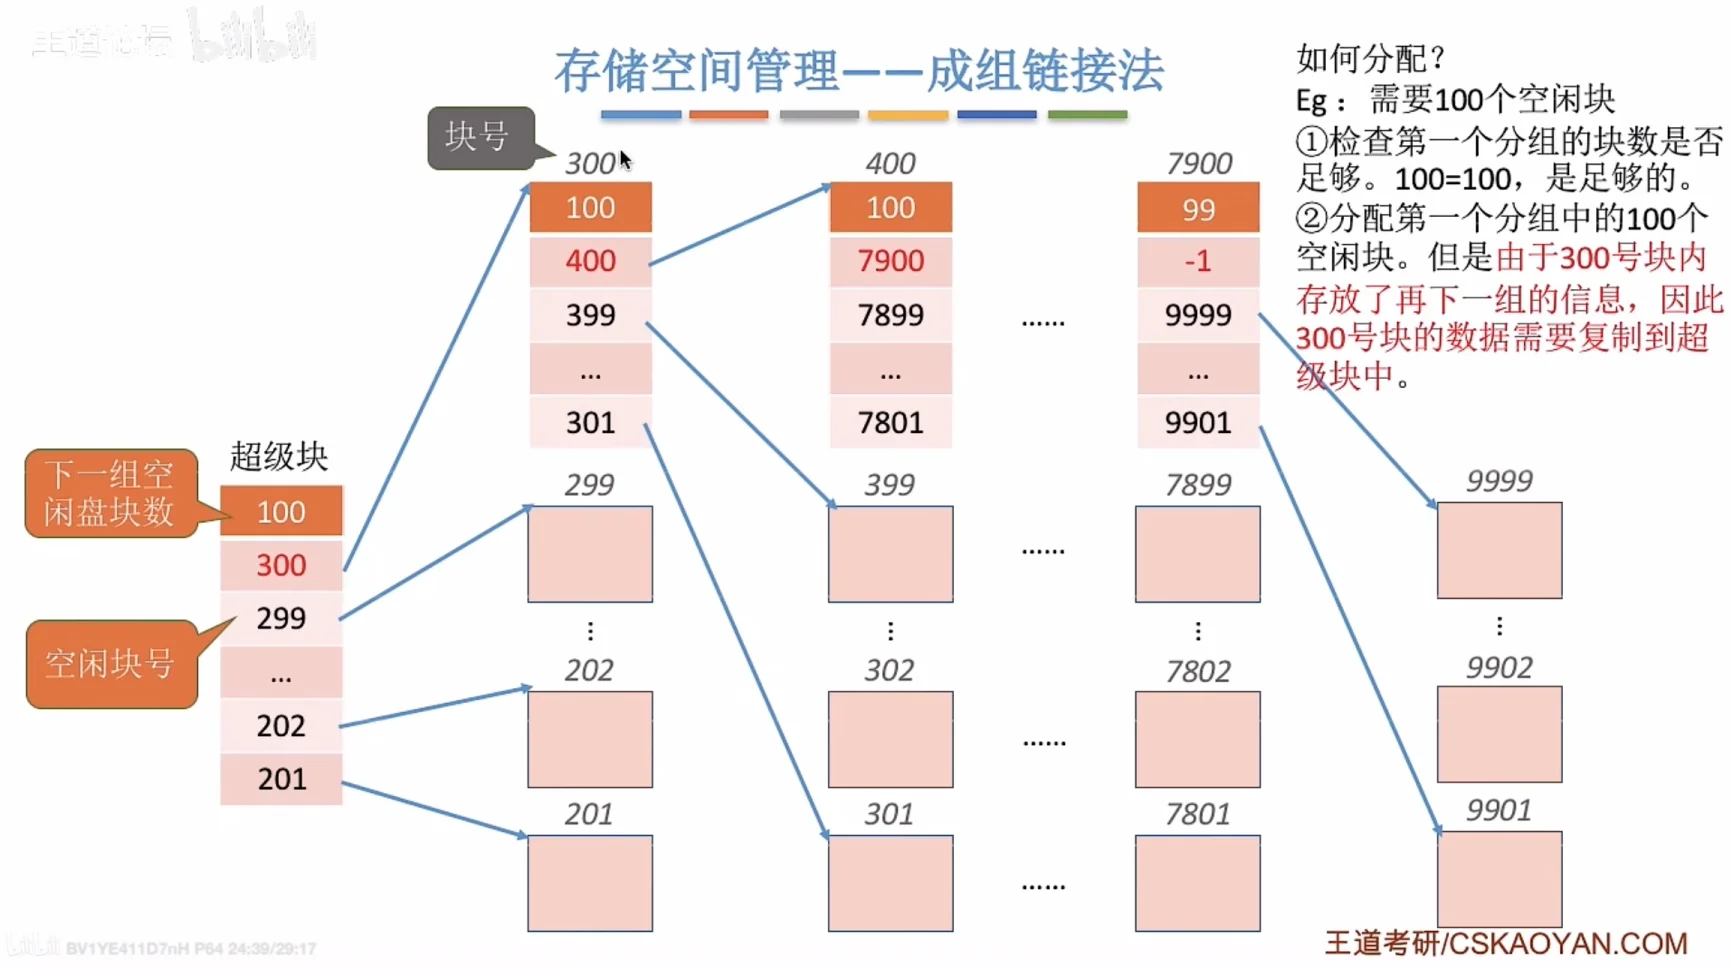 王道论坛 bilibili
存储空间管理——成组链接法
如何分配？
Eg：需要100个空闲块
①检查第一个分组的块数是否
足够。100=100，是足够的。
②分配第一个分组中的100个
空闲块。但是由于300号块内
存放了再下一组的信息，因此
300号块的数据需要复制到超
级块中。
块号
300 400 7900
100 100 99
400 7900 -1
399 7899 …… 9999
... ... ...
301 7801 9901
超级块
下一组空
闲盘块数
100
300
299
空闲块号
...
202
201
299 399 7899 9999
……
⋮ ⋮ ⋮ ⋮
202 302 7802 9902
……
201 301 7801 9901
……
bilibili BV1YE411D7nH P64 24:39/29:17
王道考研/CSKAOYAN.COM